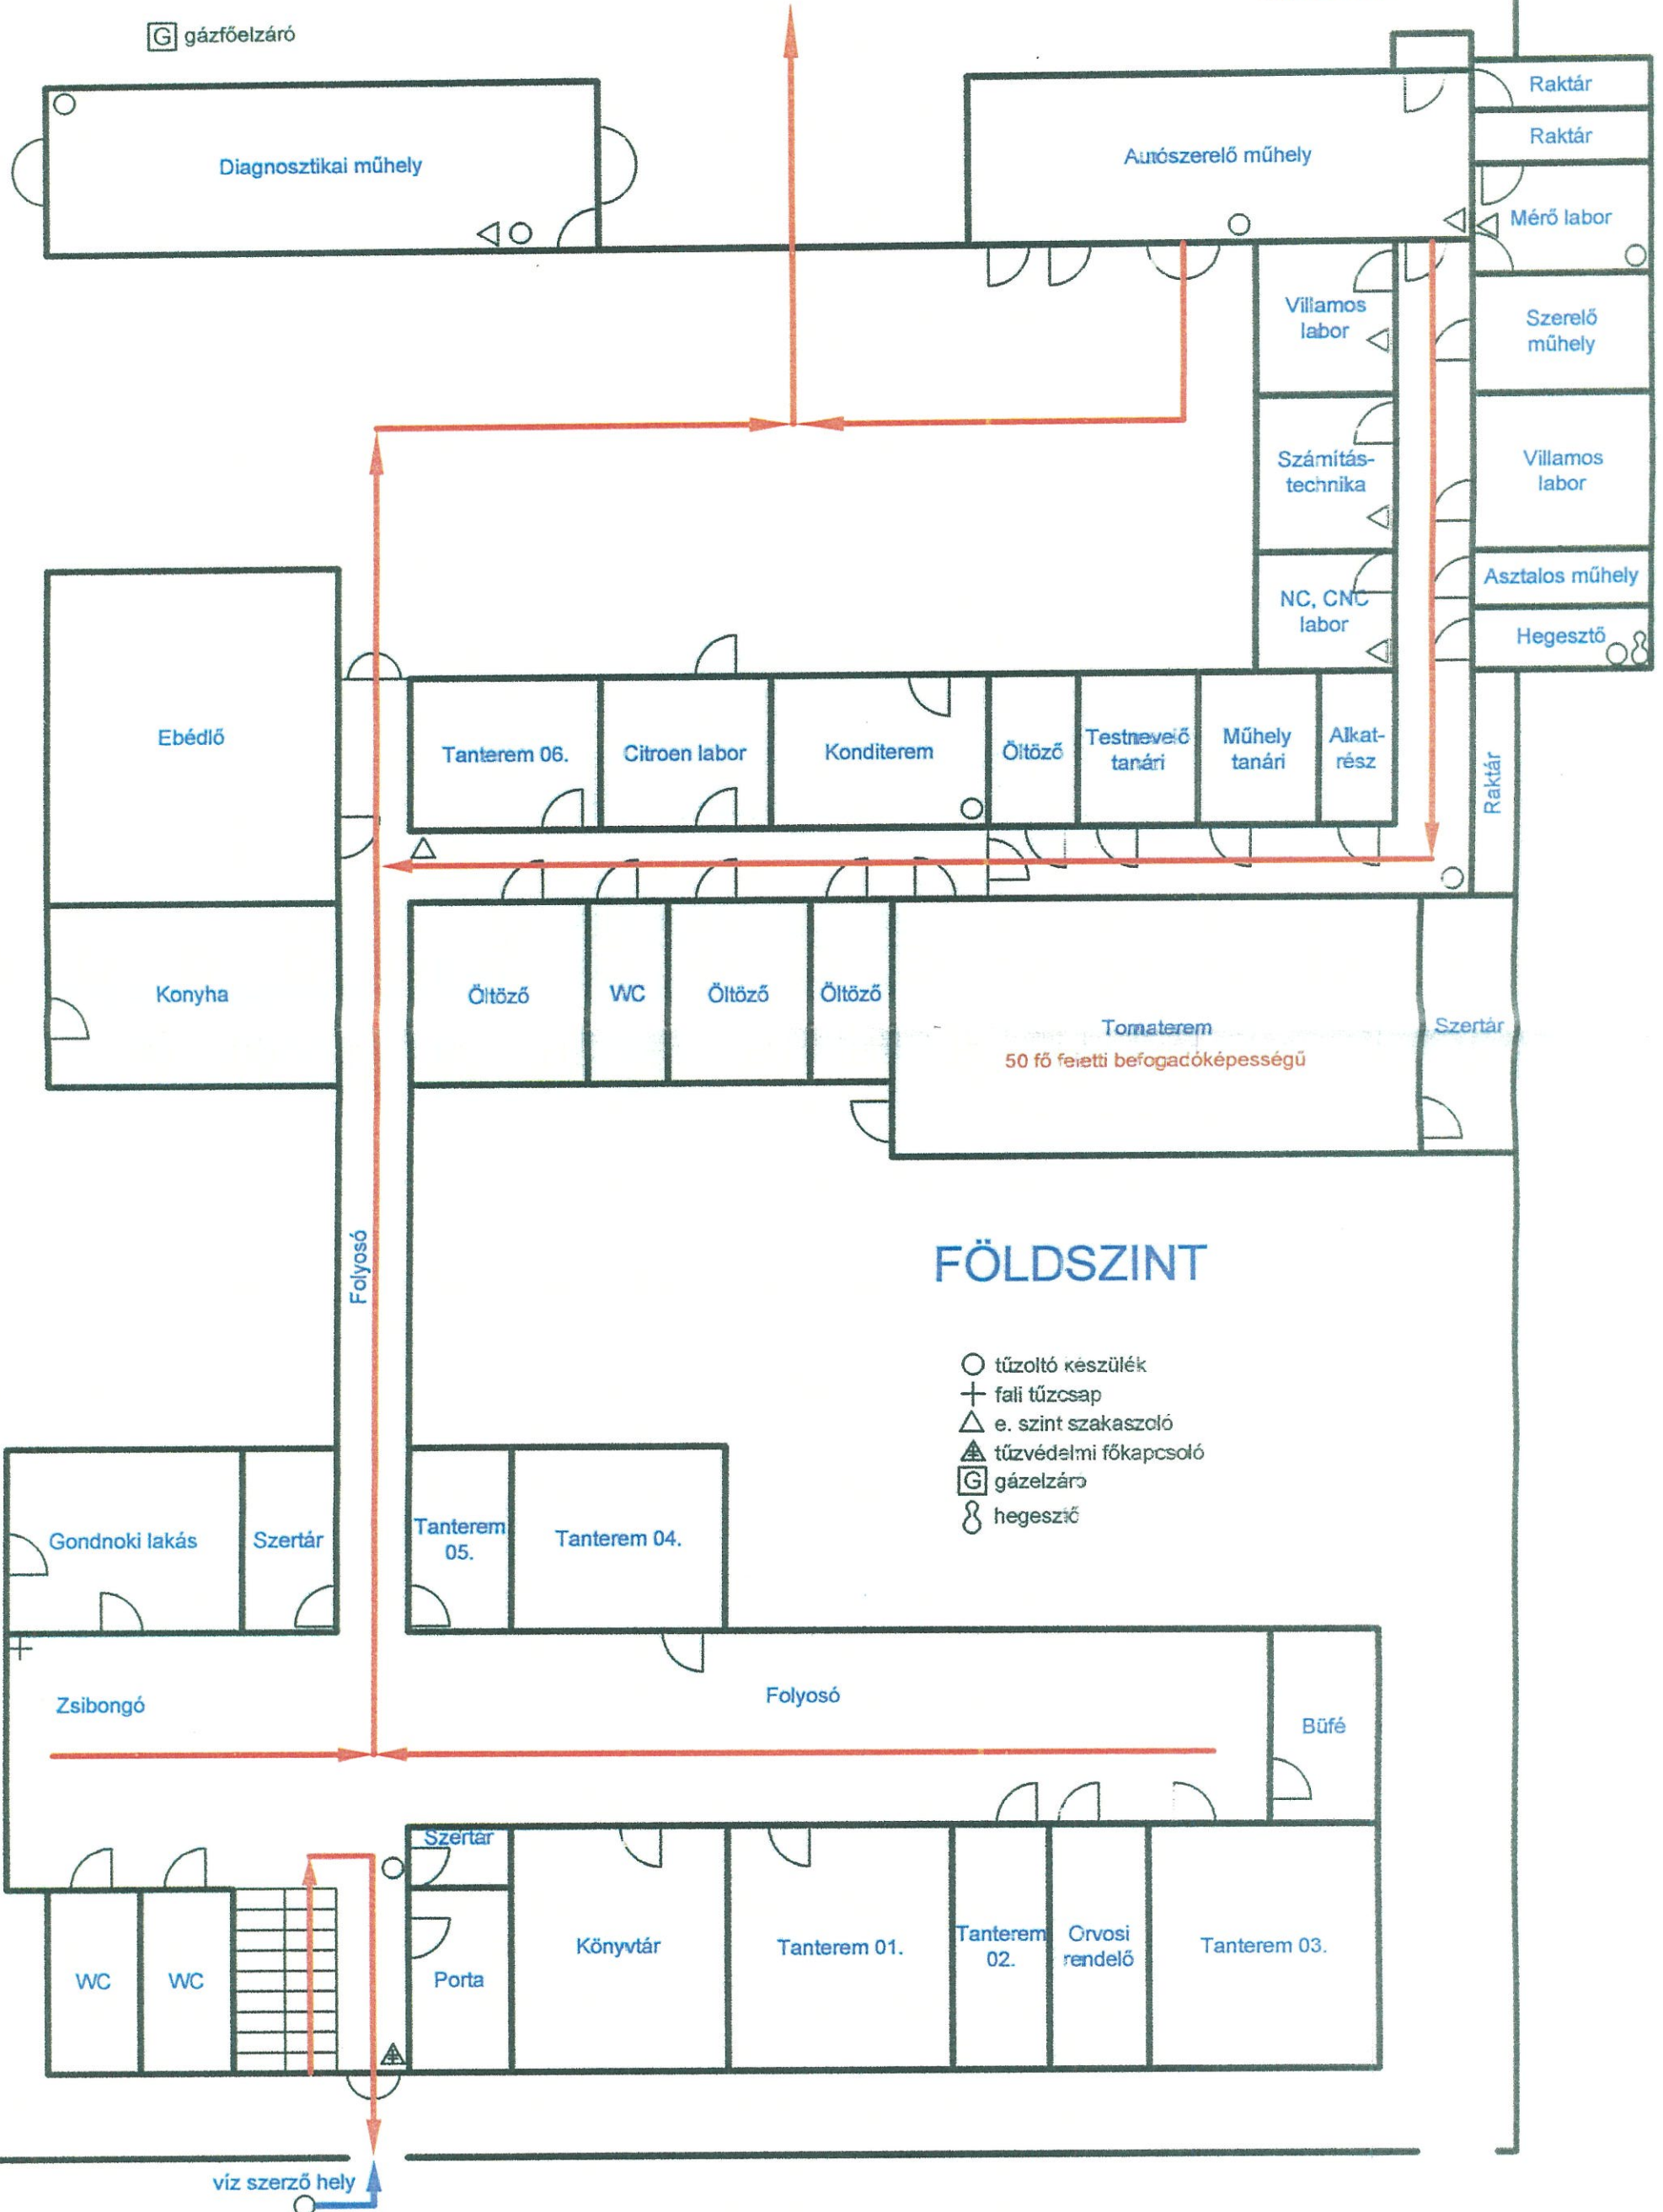 G gázfőelzáró
Raktár
Raktár
Diagnosztikai műhely
Autószerelő műhely
Mérő labor
Villamos
labor
Szerelő
műhely
Számítás-
technika
Villamos
labor
NC, CNC
labor
Asztalos műhely
Hegesztő
Ebédlő
Tanterem 06.
Citroen labor
Konditerem
Öltöző
Testnevelő
tanári
Műhely
tanári
Alkat-
rész
Raktár
Konyha
Öltöző
WC
Öltöző
Öltöző
Tornaterem
50 fő feletti befogadóképességű
Szertár
Folyosó
FÖLDSZINT
tűzoltó készülék
fali tűzcsap
e. szint szakaszoló
tűzvédelmi főkapcsoló
G gázelzáró
hegesztő
Gondnoki lakás
Szertár
Tanterem
05.
Tanterem 04.
Zsibongó
Folyosó
Büfé
Szertár
WC
WC
Porta
Könyvtár
Tanterem 01.
Tanterem
02.
Orvosi
rendelő
Tanterem 03.
víz szerző hely